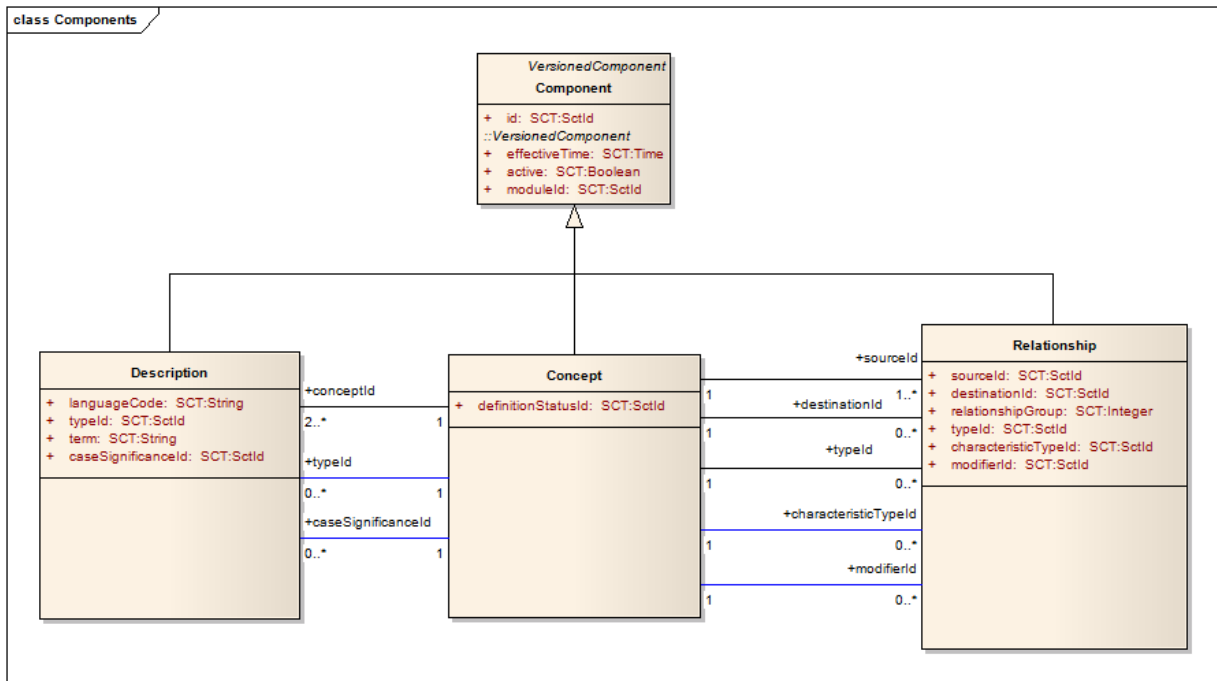 class Components
VersionedComponent
Component
+ id: SCT:SctId
::VersionedComponent
+ effectiveTime: SCT:Time
+ active: SCT:Boolean
+ moduleId: SCT:SctId
Description
+ languageCode: SCT:String
+ typeId: SCT:SctId
+ term: SCT:String
+ caseSignificanceId: SCT:SctId
+conceptId
2..* 1
+typeId
0..* 1
+caseSignificanceId
0..* 1
Concept
+ definitionStatusId: SCT:SctId
+sourceId
1 1..*
+destinationId
1 0..*
+typeId
1 0..*
+characteristicTypeId
1 0..*
+modifierId
1 0..*
Relationship
+ sourceId: SCT:SctId
+ destinationId: SCT:SctId
+ relationshipGroup: SCT:Integer
+ typeId: SCT:SctId
+ characteristicTypeId: SCT:SctId
+ modifierId: SCT:SctId